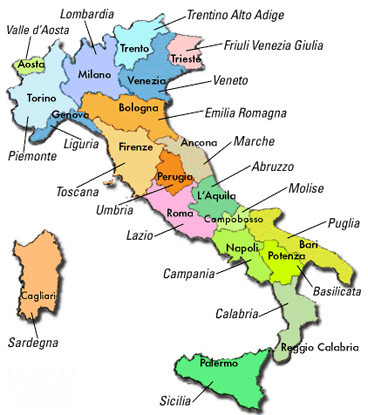 Lombardia
Trentino Alto Adige
Valle d'Aosta
Friuli Venezia Giulia
Trento
Trieste
Aosta
Milano
Venezia
Veneto
Torino
Genova
Bologna
Emilia Romagna
Piemonte
Liguria
Firenze
Ancona
Marche
Toscana
Perugia
Abruzzo
Umbria
L'Aquila
Molise
Roma
Campobasso
Lazio
Puglia
Napoli
Bari
Potenza
Campania
Basilicata
Cagliari
Calabria
Sardegna
Reggio Calabria
Palermo
Sicilia